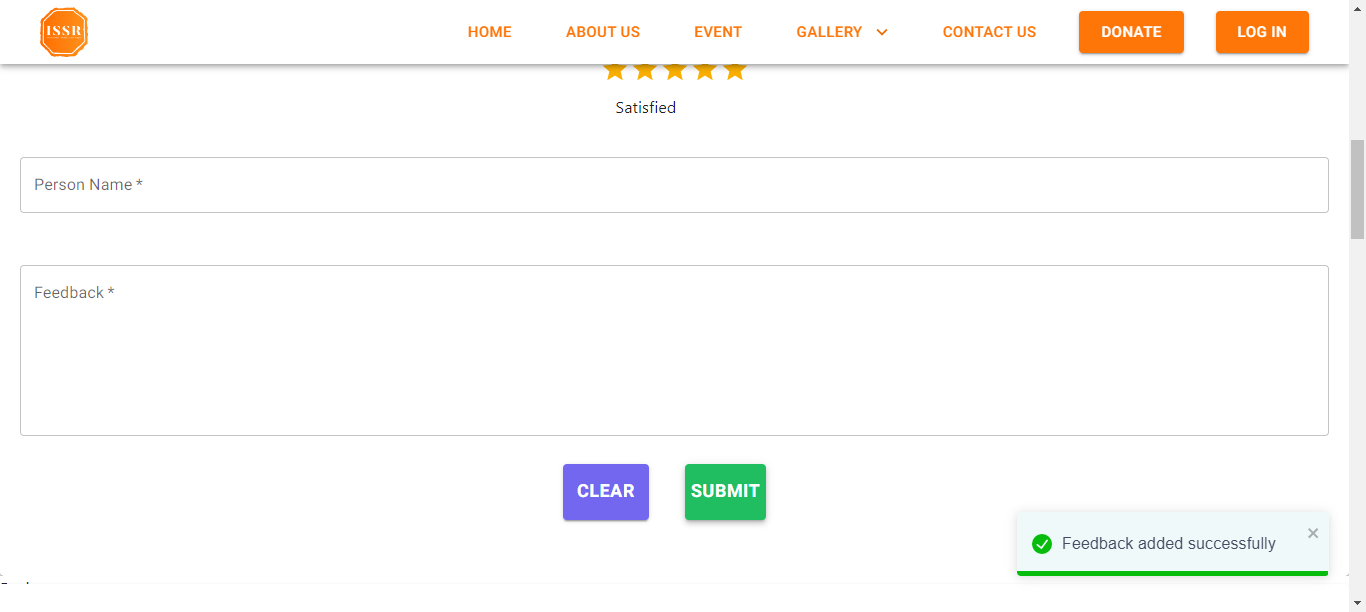 ISSR
HOME ABOUT US EVENT GALLERY CONTACT US DONATE LOG IN
Satisfied
Person Name *
Feedback *
CLEAR SUBMIT
Feedback added successfully